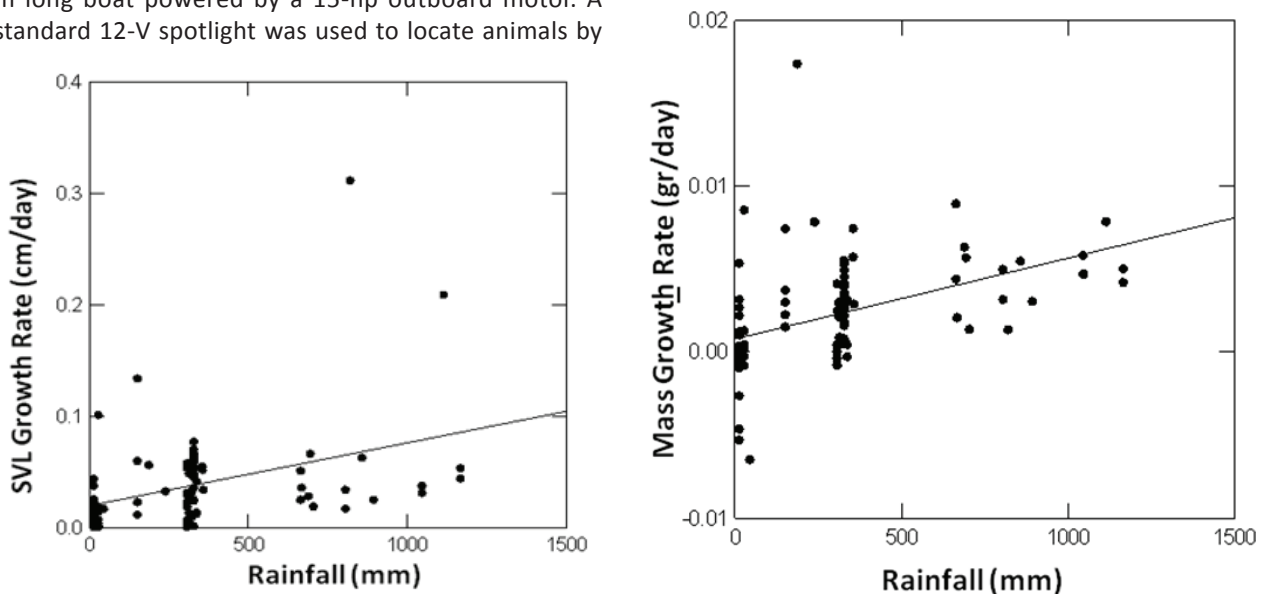 long boat powered by a 15-hp outboard motor. A
standard 12-V spotlight was used to locate animals by
0.4
0.3
0.2
0.1
0.0
SVL Growth Rate (cm/day)
0
500
1000
1500
Rainfall (mm)
0.02
0.01
0.00
-0.01
Mass Growth Rate (gr/day)
0
500
1000
1500
Rainfall (mm)